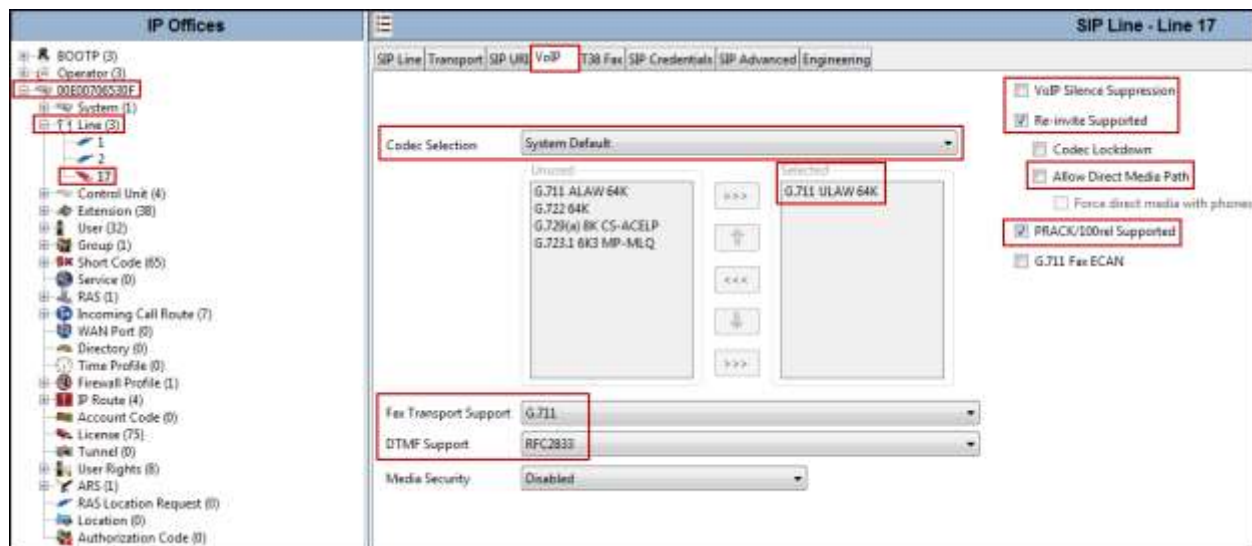 IP Offices
BOOTP (3)
Operator (3)
00E00706530F
System (1)
Line (3)
1
2
17
Control Unit (4)
Extension (38)
User (32)
Group (1)
Short Code (65)
Service (0)
RAS (1)
Incoming Call Route (7)
WAN Port (0)
Directory (0)
Time Profile (0)
Firewall Profile (1)
IP Route (4)
Account Code (0)
License (75)
Tunnel (0)
User Rights (8)
ARS (1)
RAS Location Request (0)
Location (0)
Authorization Code (0)
SIP Line - Line 17
SIP Line Transport SIP URI VoIP T38 Fax SIP Credentials SIP Advanced Engineering
Codec Selection System Default
Unused
G.711 ALAW 64K
G.722 64K
G.729(a) 8K CS-ACELP
G.723.1 6K3 MP-MLQ
>>>
<<<
>>>
Selected
G.711 ULAW 64K
Fax Transport Support G.711
DTMF Support RFC2833
Media Security Disabled
VoIP Silence Suppression
Re-invite Supported
Codec Lockdown
Allow Direct Media Path
Force direct media with phones
PRACK/100rel Supported
G.711 Fax ECAN